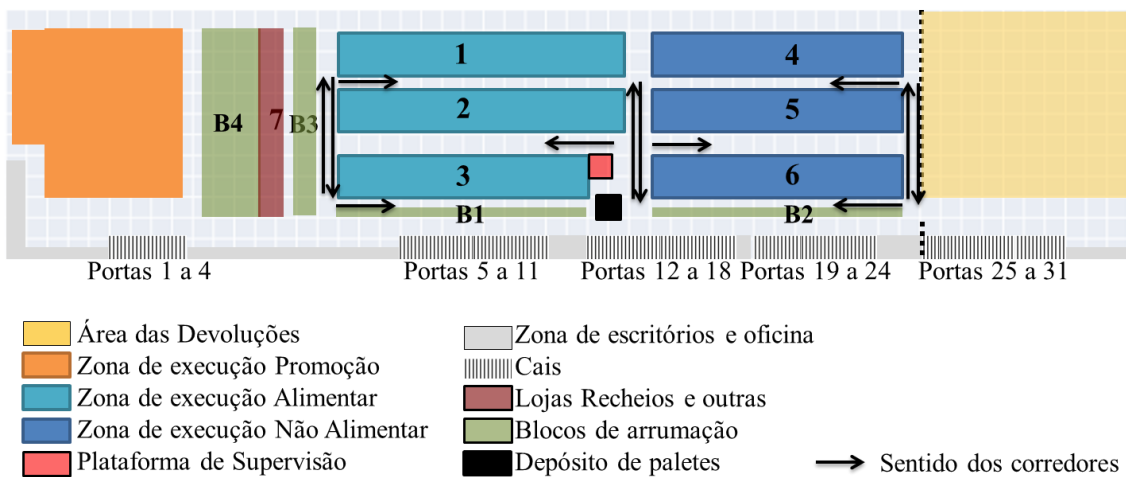 1
4
2
5
B4
7
B3
3
6
B1
B2
Portas 1 a 4
Portas 5 a 11
Portas 12 a 18
Portas 19 a 24
Portas 25 a 31
Área das Devoluções
Zona de execução Promoção
Zona de execução Alimentar
Zona de execução Não Alimentar
Plataforma de Supervisão
Zona de escritórios e oficina
Cais
Lojas Recheios e outras
Blocos de arrumação
Depósito de paletes
Sentido dos corredores